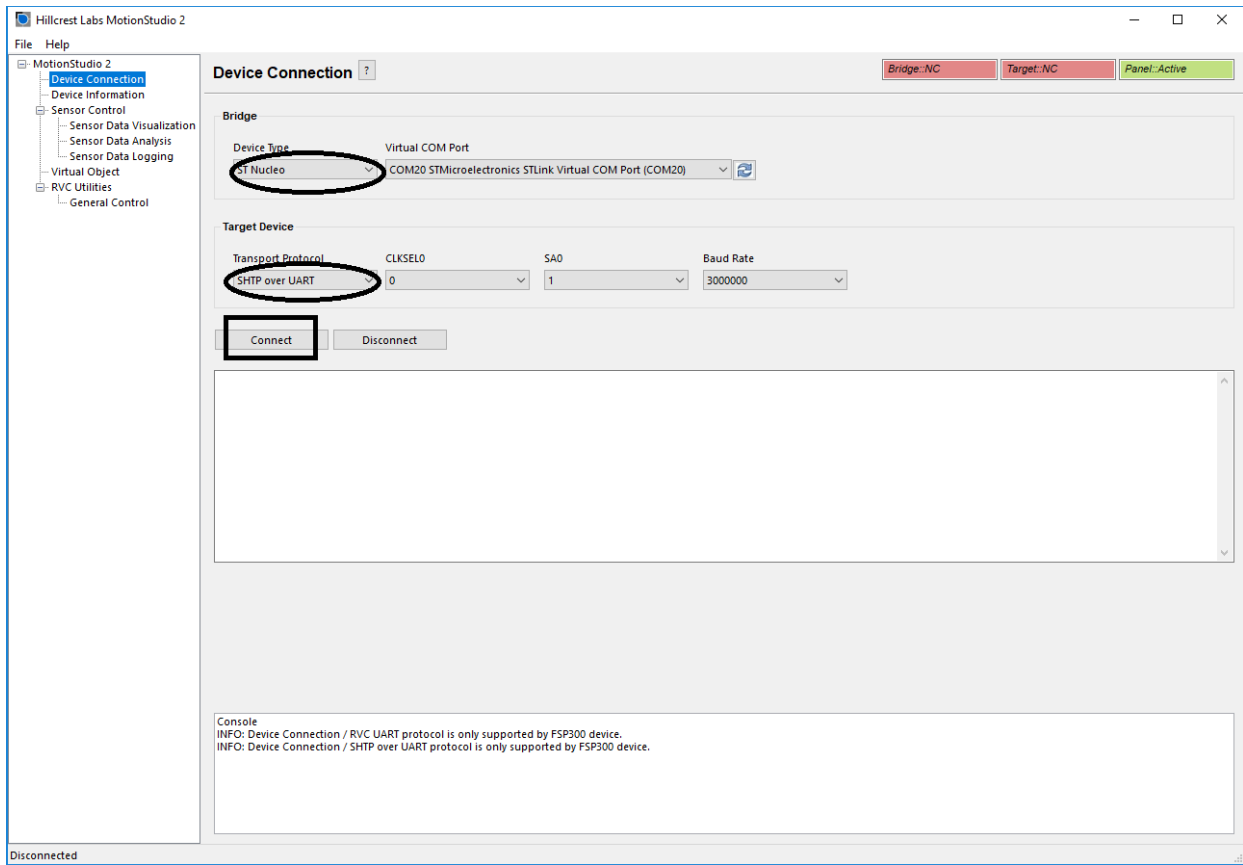 Hillcrest Labs MotionStudio 2
File Help
MotionStudio 2
Device Connection
Device Information
Sensor Control
Sensor Data Visualization
Sensor Data Analysis
Sensor Data Logging
Virtual Object
RVC Utilities
General Control
Device Connection ?
Bridge::NC Target::NC Panel::Active
Bridge
Device Type Virtual COM Port
ST Nucleo COM20 STMicroelectronics STLink Virtual COM Port (COM20)
Target Device
Transport Protocol CLKSEL0 SA0 Baud Rate
SHTP over UART 0 1 3000000
Connect Disconnect
Console
INFO: Device Connection / RVC UART protocol is only supported by FSP300 device.
INFO: Device Connection / SHTP over UART protocol is only supported by FSP300 device.
Disconnected